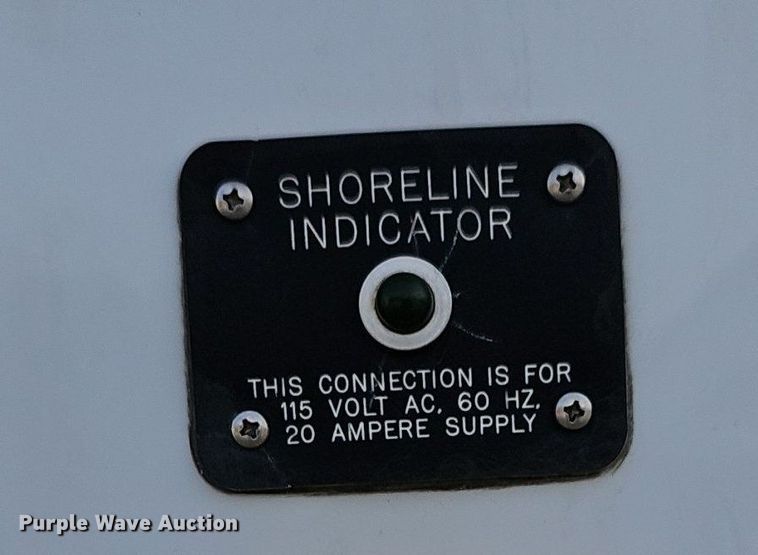 SHORELINE
INDICATOR
THIS CONNECTION IS FOR
115 VOLT AC, 60 HZ,
20 AMPERE SUPPLY
Purple Wave Auction